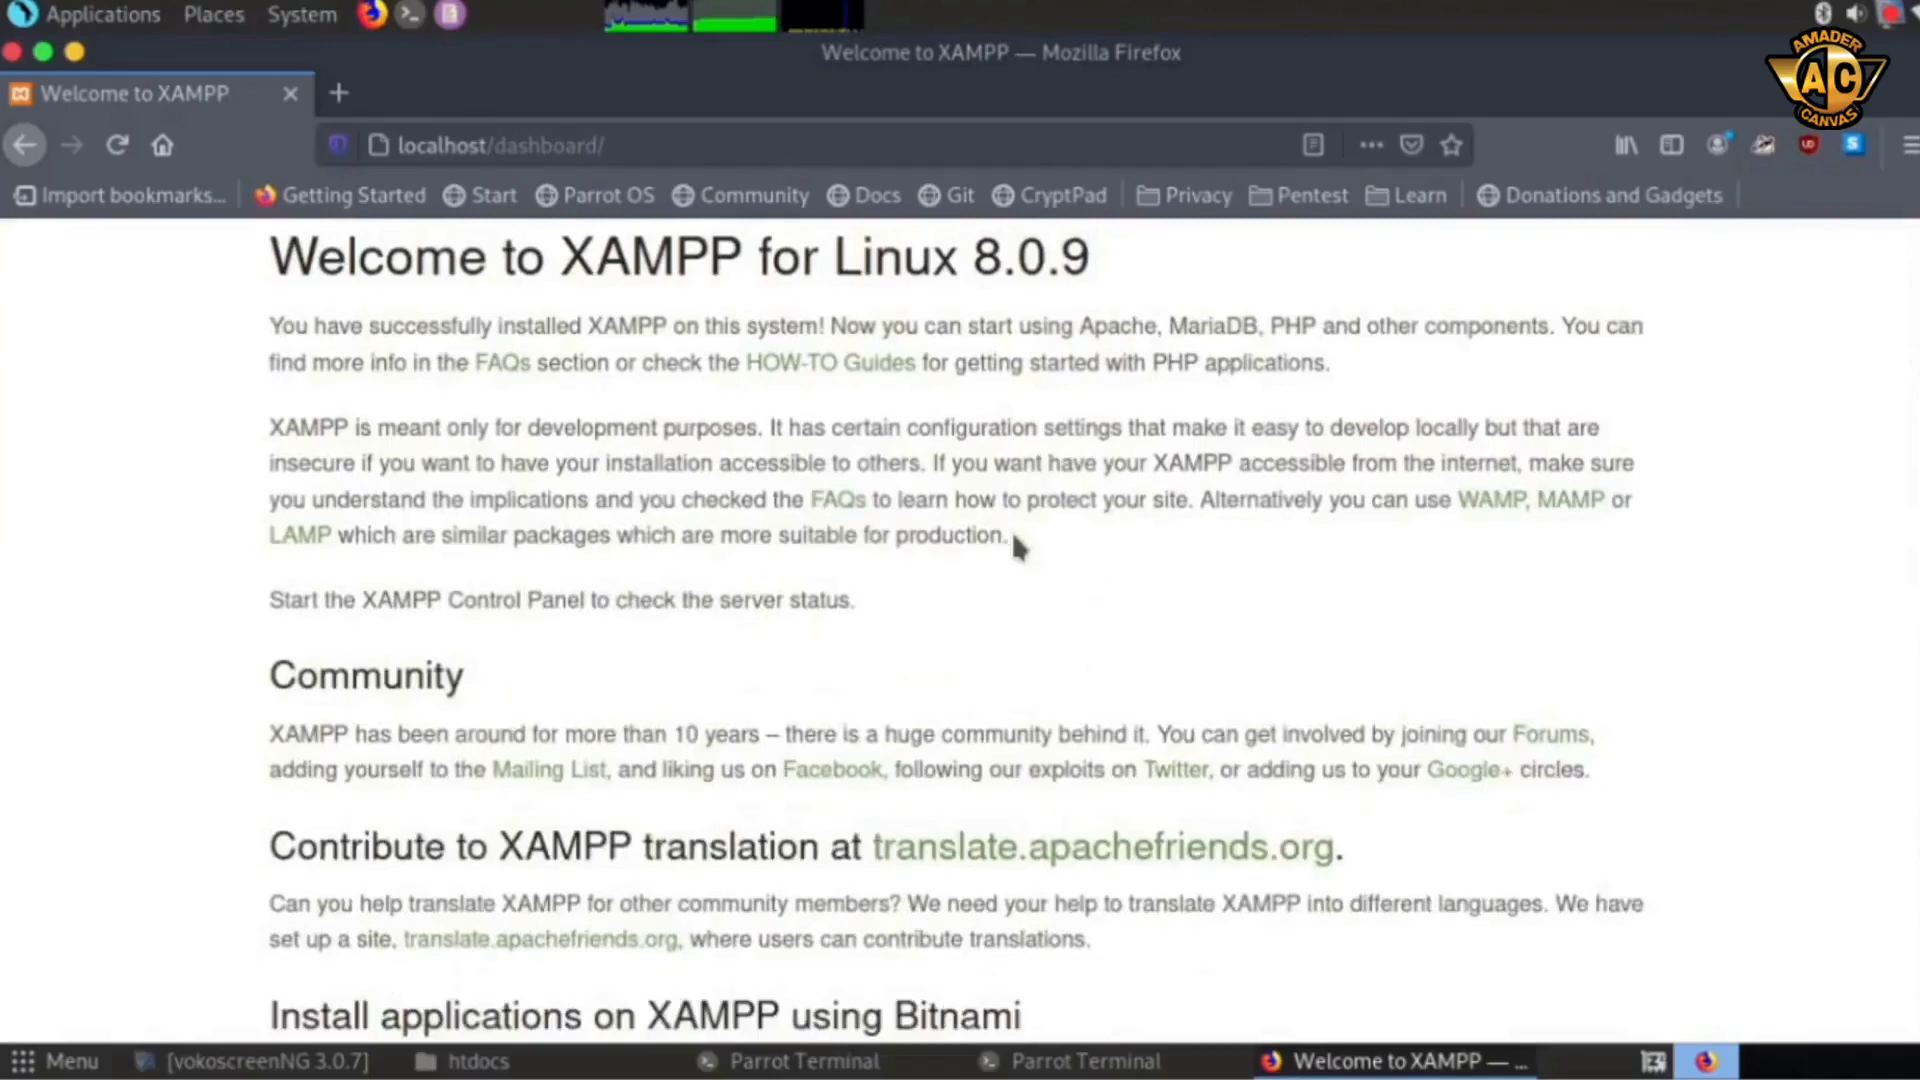 Applications Places System
Welcome to XAMPP — Mozilla Firefox
AMADER
AC
CANVAS
Welcome to XAMPP
localhost/dashboard/
Import bookmarks... Getting Started Start Parrot OS Community Docs Git CryptPad Privacy Pentest Learn Donations and Gadgets
Welcome to XAMPP for Linux 8.0.9
You have successfully installed XAMPP on this system! Now you can start using Apache, MariaDB, PHP and other components. You can
find more info in the FAQs section or check the HOW-TO Guides for getting started with PHP applications.
XAMPP is meant only for development purposes. It has certain configuration settings that make it easy to develop locally but that are
insecure if you want to have your installation accessible to others. If you want have your XAMPP accessible from the internet, make sure
you understand the implications and you checked the FAQs to learn how to protect your site. Alternatively you can use WAMP, MAMP or
LAMP which are similar packages which are more suitable for production.
Start the XAMPP Control Panel to check the server status.
Community
XAMPP has been around for more than 10 years – there is a huge community behind it. You can get involved by joining our Forums,
adding yourself to the Mailing List, and liking us on Facebook, following our exploits on Twitter, or adding us to your Google+ circles.
Contribute to XAMPP translation at translate.apachefriends.org.
Can you help translate XAMPP for other community members? We need your help to translate XAMPP into different languages. We have
set up a site, translate.apachefriends.org, where users can contribute translations.
Install applications on XAMPP using Bitnami
Menu [vokoscreenNG 3.0.7] htdocs Parrot Terminal Parrot Terminal Welcome to XAMPP — ...